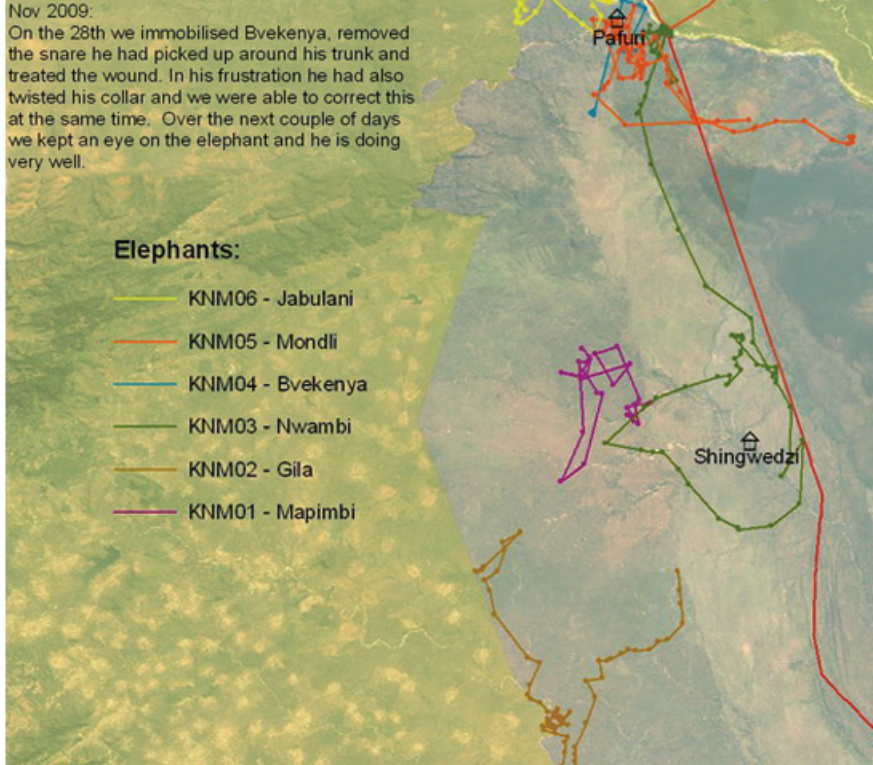 Nov 2009:
On the 28th we immobilised Bvekenya, removed
the snare he had picked up around his trunk and
treated the wound. In his frustration he had also
twisted his collar and we were able to correct this
at the same time.  Over the next couple of days
we kept an eye on the elephant and he is doing
very well.
Pafuri
Elephants:
KNM06 - Jabulani
KNM05 - Mondli
KNM04 - Bvekenya
KNM03 - Nwambi
KNM02 - Gila
KNM01 - Mapimbi
Shingwedzi